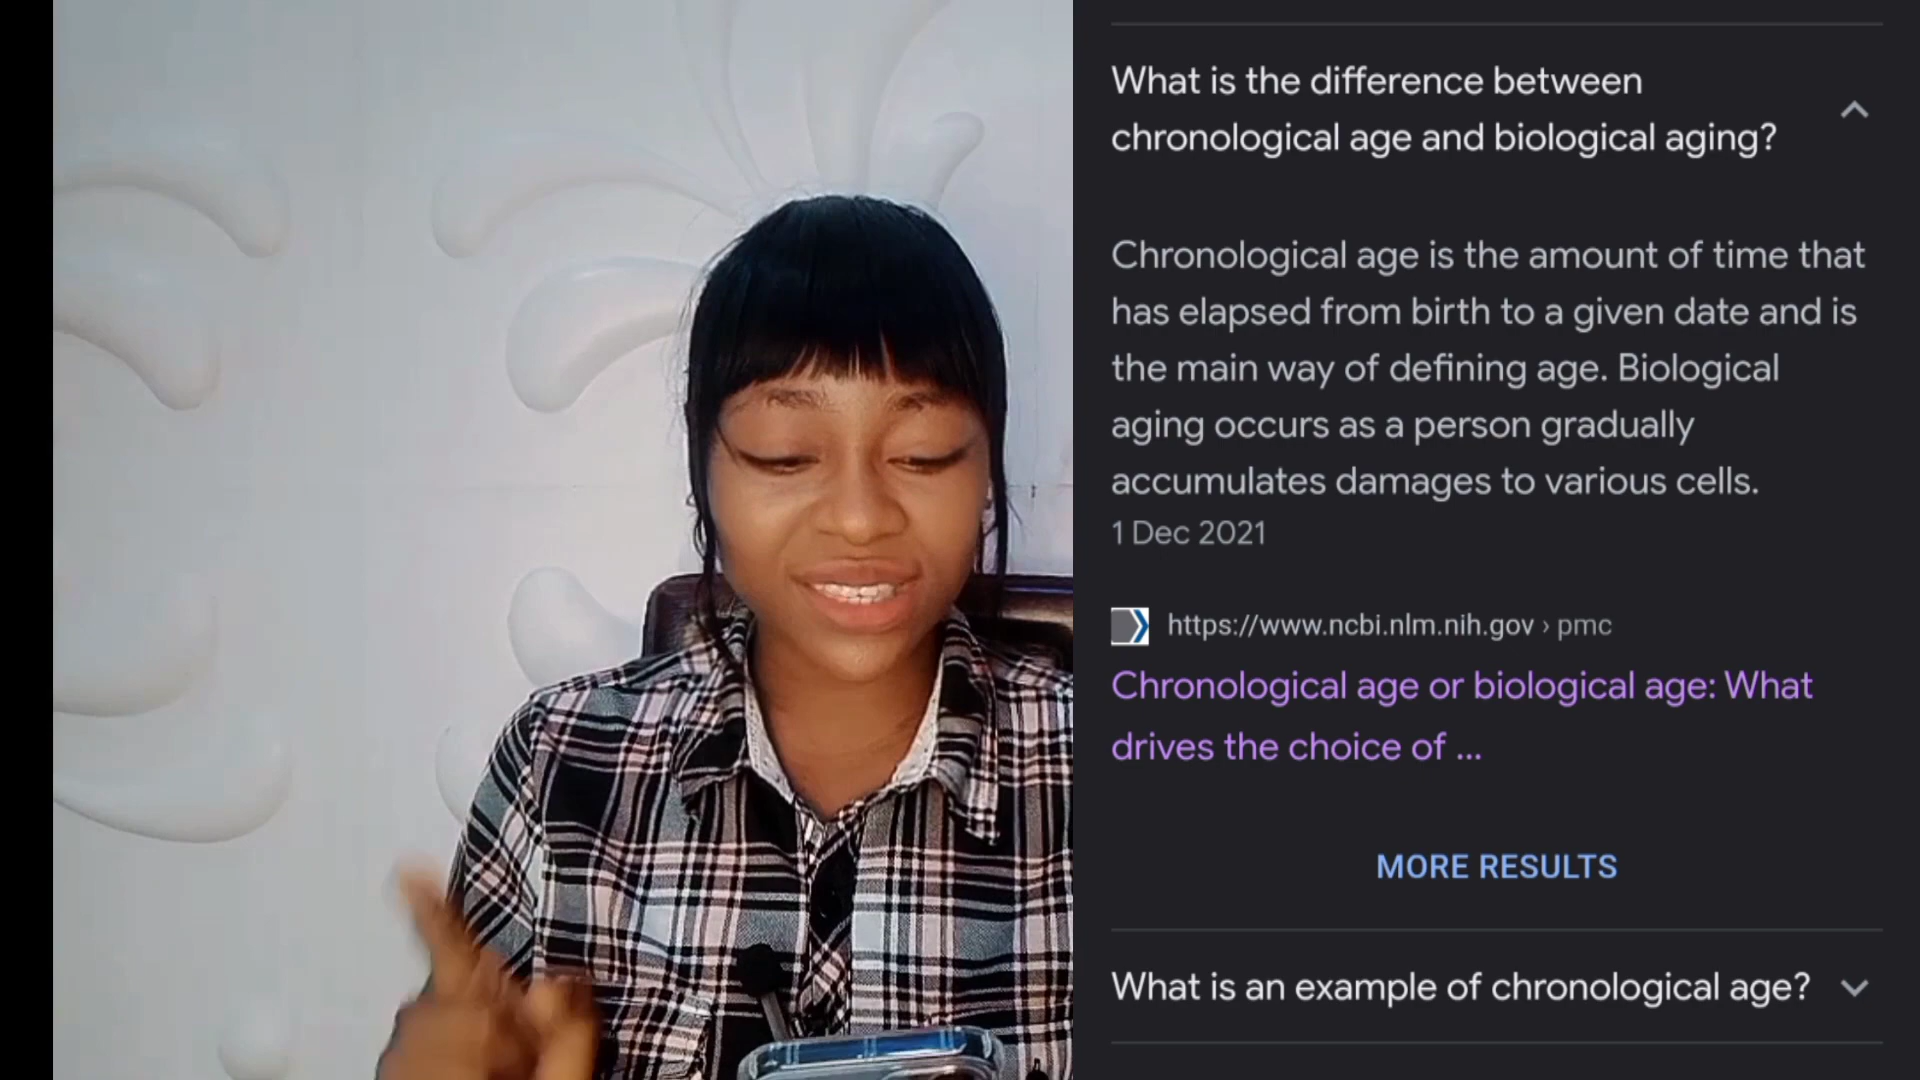 What is the difference between
chronological age and biological aging?
Chronological age is the amount of time that
has elapsed from birth to a given date and is
the main way of defining age. Biological
aging occurs as a person gradually
accumulates damages to various cells.
1 Dec 2021
https://www.ncbi.nlm.nih.gov › pmc
Chronological age or biological age: What
drives the choice of ...
MORE RESULTS
What is an example of chronological age?